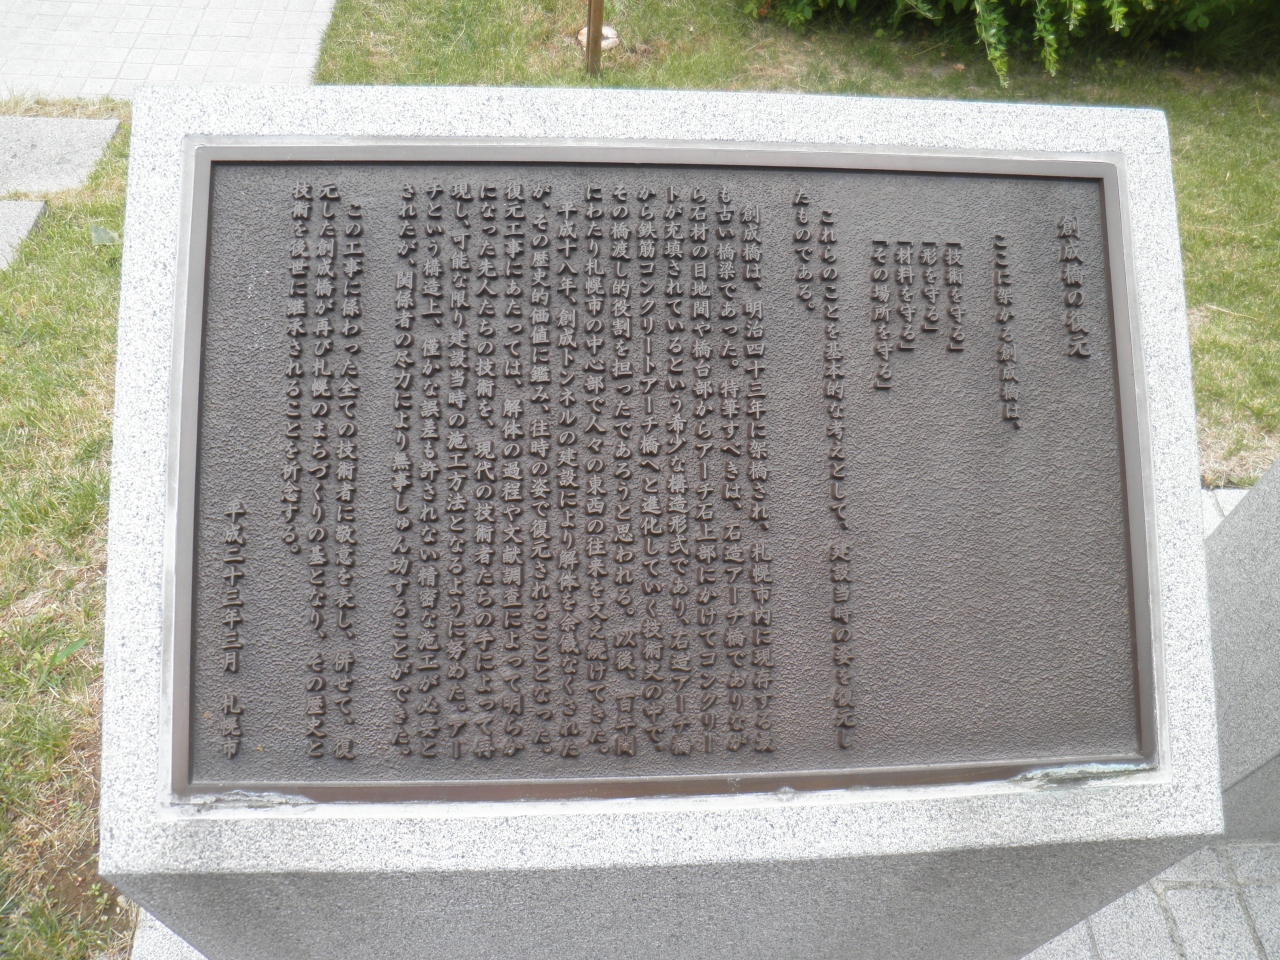 創成橋の復元
ここに架かる創成橋は、
「技術を守る」
「形を守る」
「材料を守る」
「その場所を守る」
これらのことを基本的な考えとして、建設当時の姿を復元し
たものである。
創成橋は、明治四十三年に架橋され、札幌市内に現存する最
も古い橋梁であった。特筆すべきは、石造アーチ橋でありなが
ら石材の目地間や橋台部からアーチ石上部にかけてコンクリー
トが充填されているという希少な構造形式であり、石造アーチ橋
から鉄筋コンクリートアーチ橋へと進化していく技術史の中で、
その橋渡し的役割を担ったであろうと思われる。以後、百年間
にわたり札幌市の中心部で人々の東西の往来を支え続けてきた。
平成十八年、創成トンネルの建設により解体を余儀なくされた
が、その歴史的価値に鑑み、往時の姿で復元されることとなった。
復元工事にあたっては、解体の過程や文献調査によって明らか
になった先人たちの技術を、現代の技術者たちの手によって再
現し、可能な限り建設当時の施工方法となるように努めた。アー
チという構造上、僅かな誤差も許されない精密な施工が必要と
されたが、関係者の尽力により無事しゅん功することができた。
この工事に係わった全ての技術者に敬意を表し、併せて、復
元した創成橋が再び札幌のまちづくりの基となり、その歴史と
技術を後世に継承されることを祈念する。
平成二十三年三月　札幌市